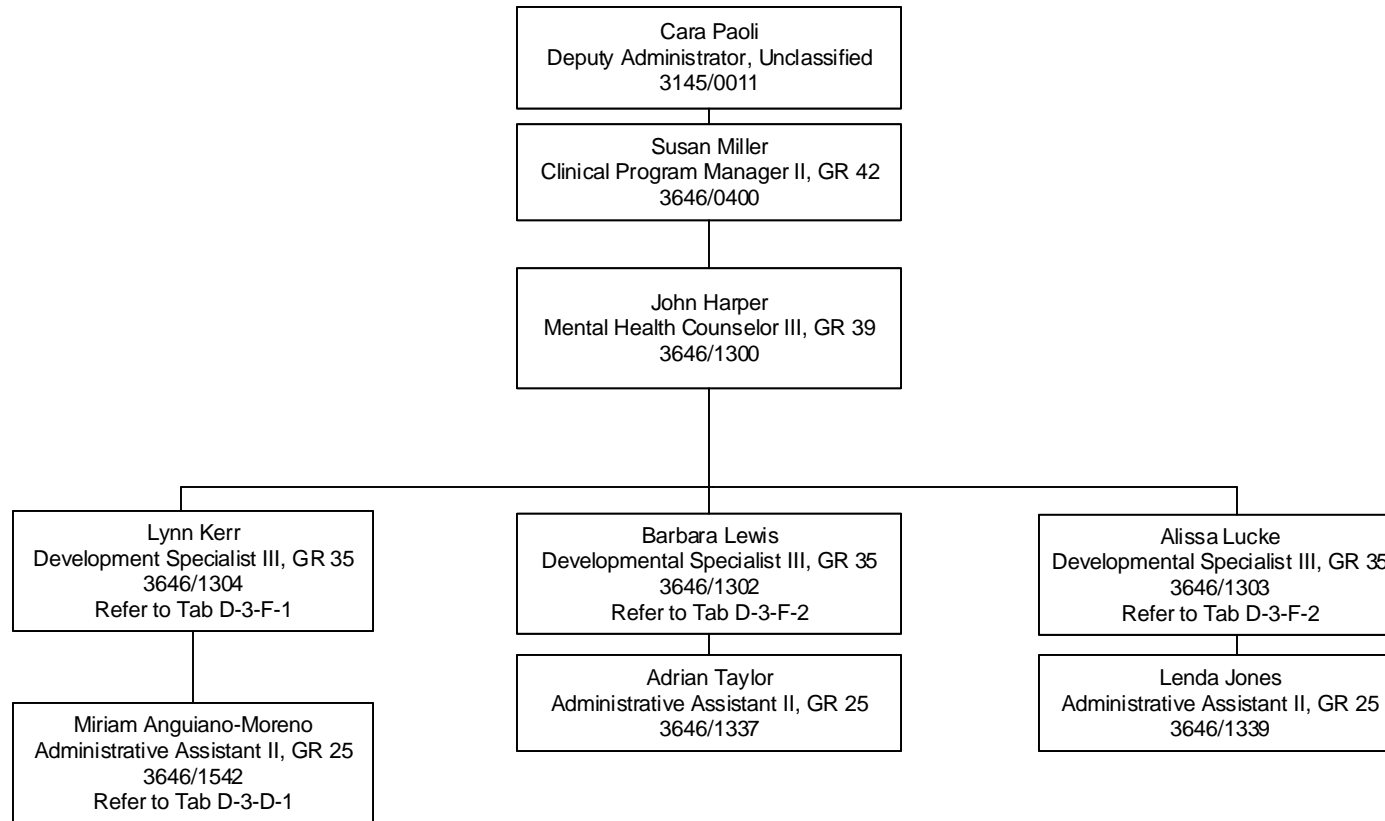 Cara Paoli
Deputy Administrator, Unclassified
3145/0011
Susan Miller
Clinical Program Manager II, GR 42
3646/0400
John Harper
Mental Health Counselor III, GR 39
3646/1300
Lynn Kerr
Development Specialist III, GR 35
3646/1304
Refer to Tab D-3-F-1
Miriam Anguiano-Moreno
Administrative Assistant II, GR 25
3646/1542
Refer to Tab D-3-D-1
Barbara Lewis
Developmental Specialist III, GR 35
3646/1302
Refer to Tab D-3-F-2
Adrian Taylor
Administrative Assistant II, GR 25
3646/1337
Alissa Lucke
Developmental Specialist III, GR 35
3646/1303
Refer to Tab D-3-F-2
Lenda Jones
Administrative Assistant II, GR 25
3646/1339